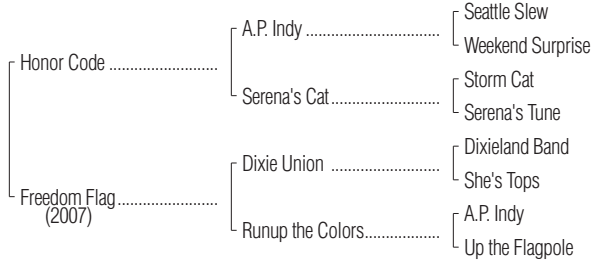 Seattle Slew
A.P. Indy ..........................
Weekend Surprise
Honor Code .....................
Storm Cat
Serena's Cat.....................
Serena's Tune
Dixieland Band
Dixie Union .....................
She's Tops
Freedom Flag...................
(2007)
A.P. Indy
Runup the Colors..............
Up the Flagpole